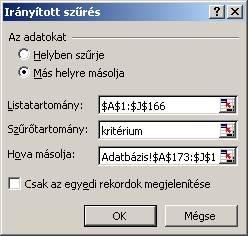 Irányított szűrés
Az adatokat
Helyben szűrje
Más helyre másolja
Listatartomány: $A$1:$J$166
Szűrőtartomány: kritérium
Hova másolja: Adatbázis!$A$173:$J$1
Csak az egyedi rekordok megjelenítése
OK Mégse